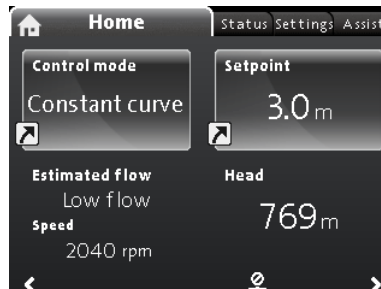 Home
Status Settings Assist
Control mode
Constant curve
Setpoint
3.0 m
Estimated flow
Low flow
Speed
2040 rpm
Head
769 m